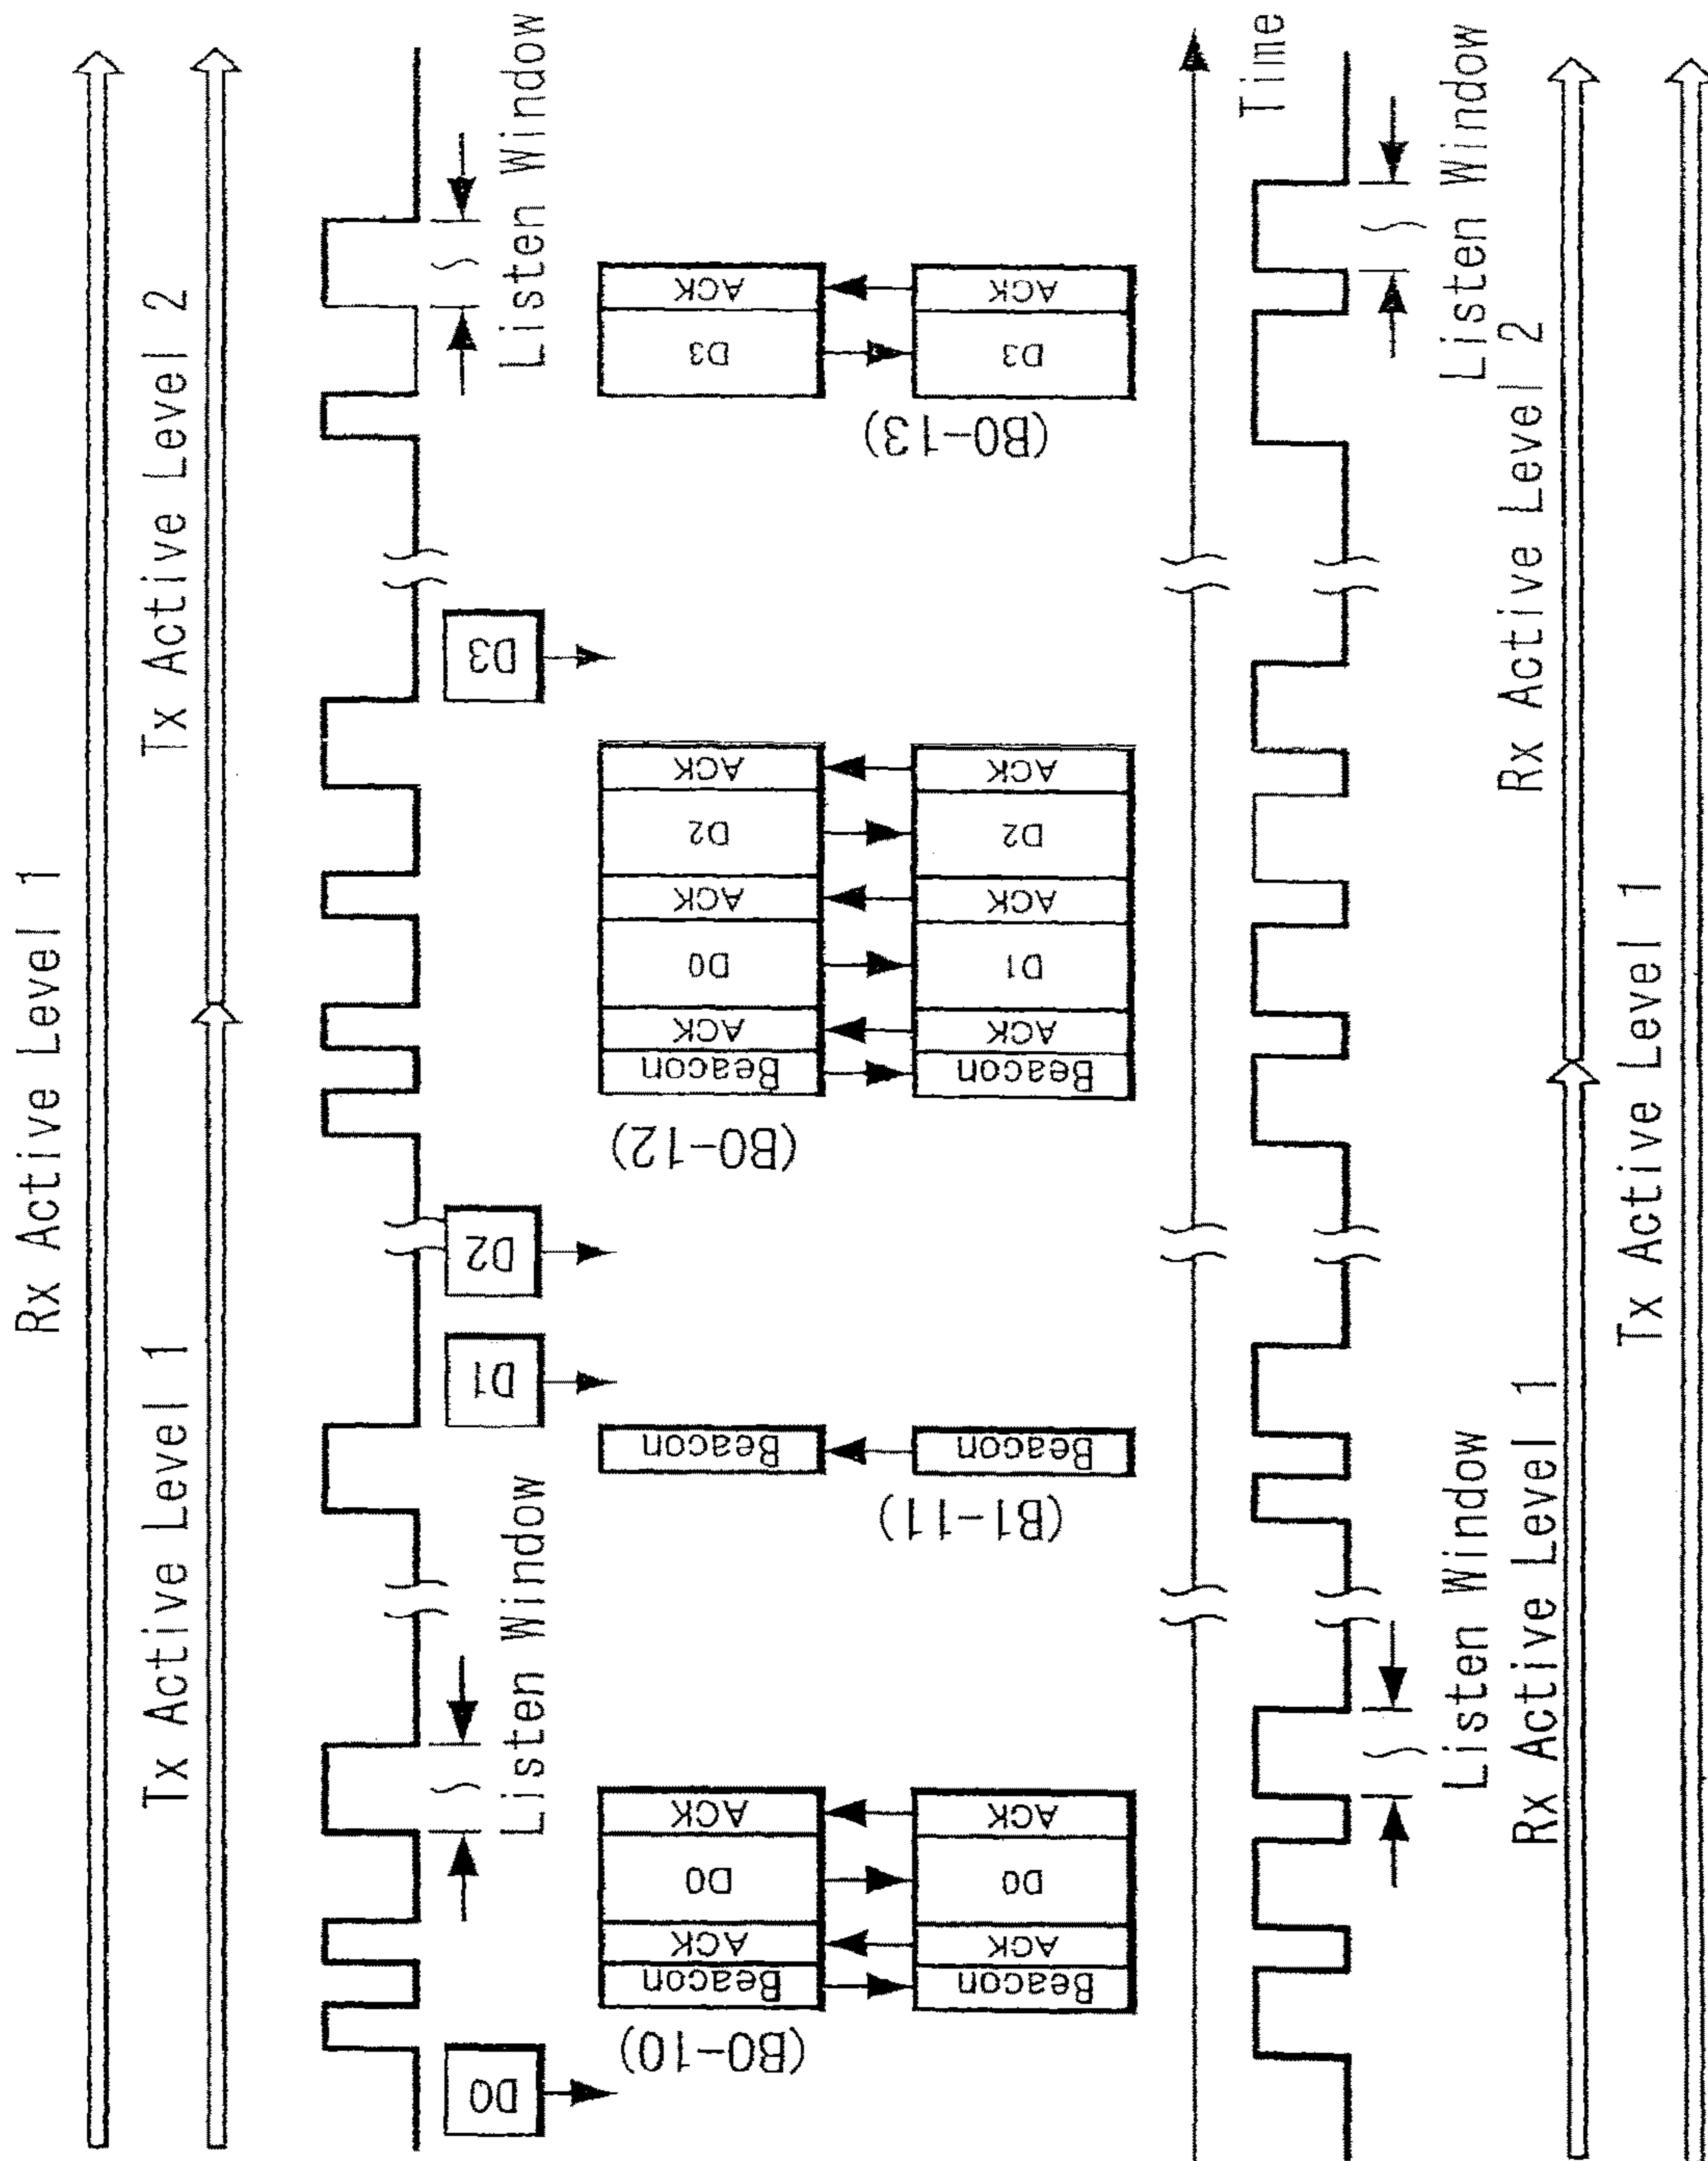 Rx Active Level 1
Tx Active Level 1
Tx Active Level 2
D0
Listen Window
D1
D2
D3
Listen Window
(B0-10)
Beacon
ACK
D0
ACK
Beacon
(B0-12)
Beacon
ACK
D0
ACK
D2
ACK
D3
ACK
Beacon
ACK
D0
ACK
(B1-11)
Beacon
Beacon
ACK
D1
ACK
D2
ACK
(B0-13)
D3
ACK
Time
Listen Window
Listen Window
Rx Active Level 1
Rx Active Level 2
Tx Active Level 1